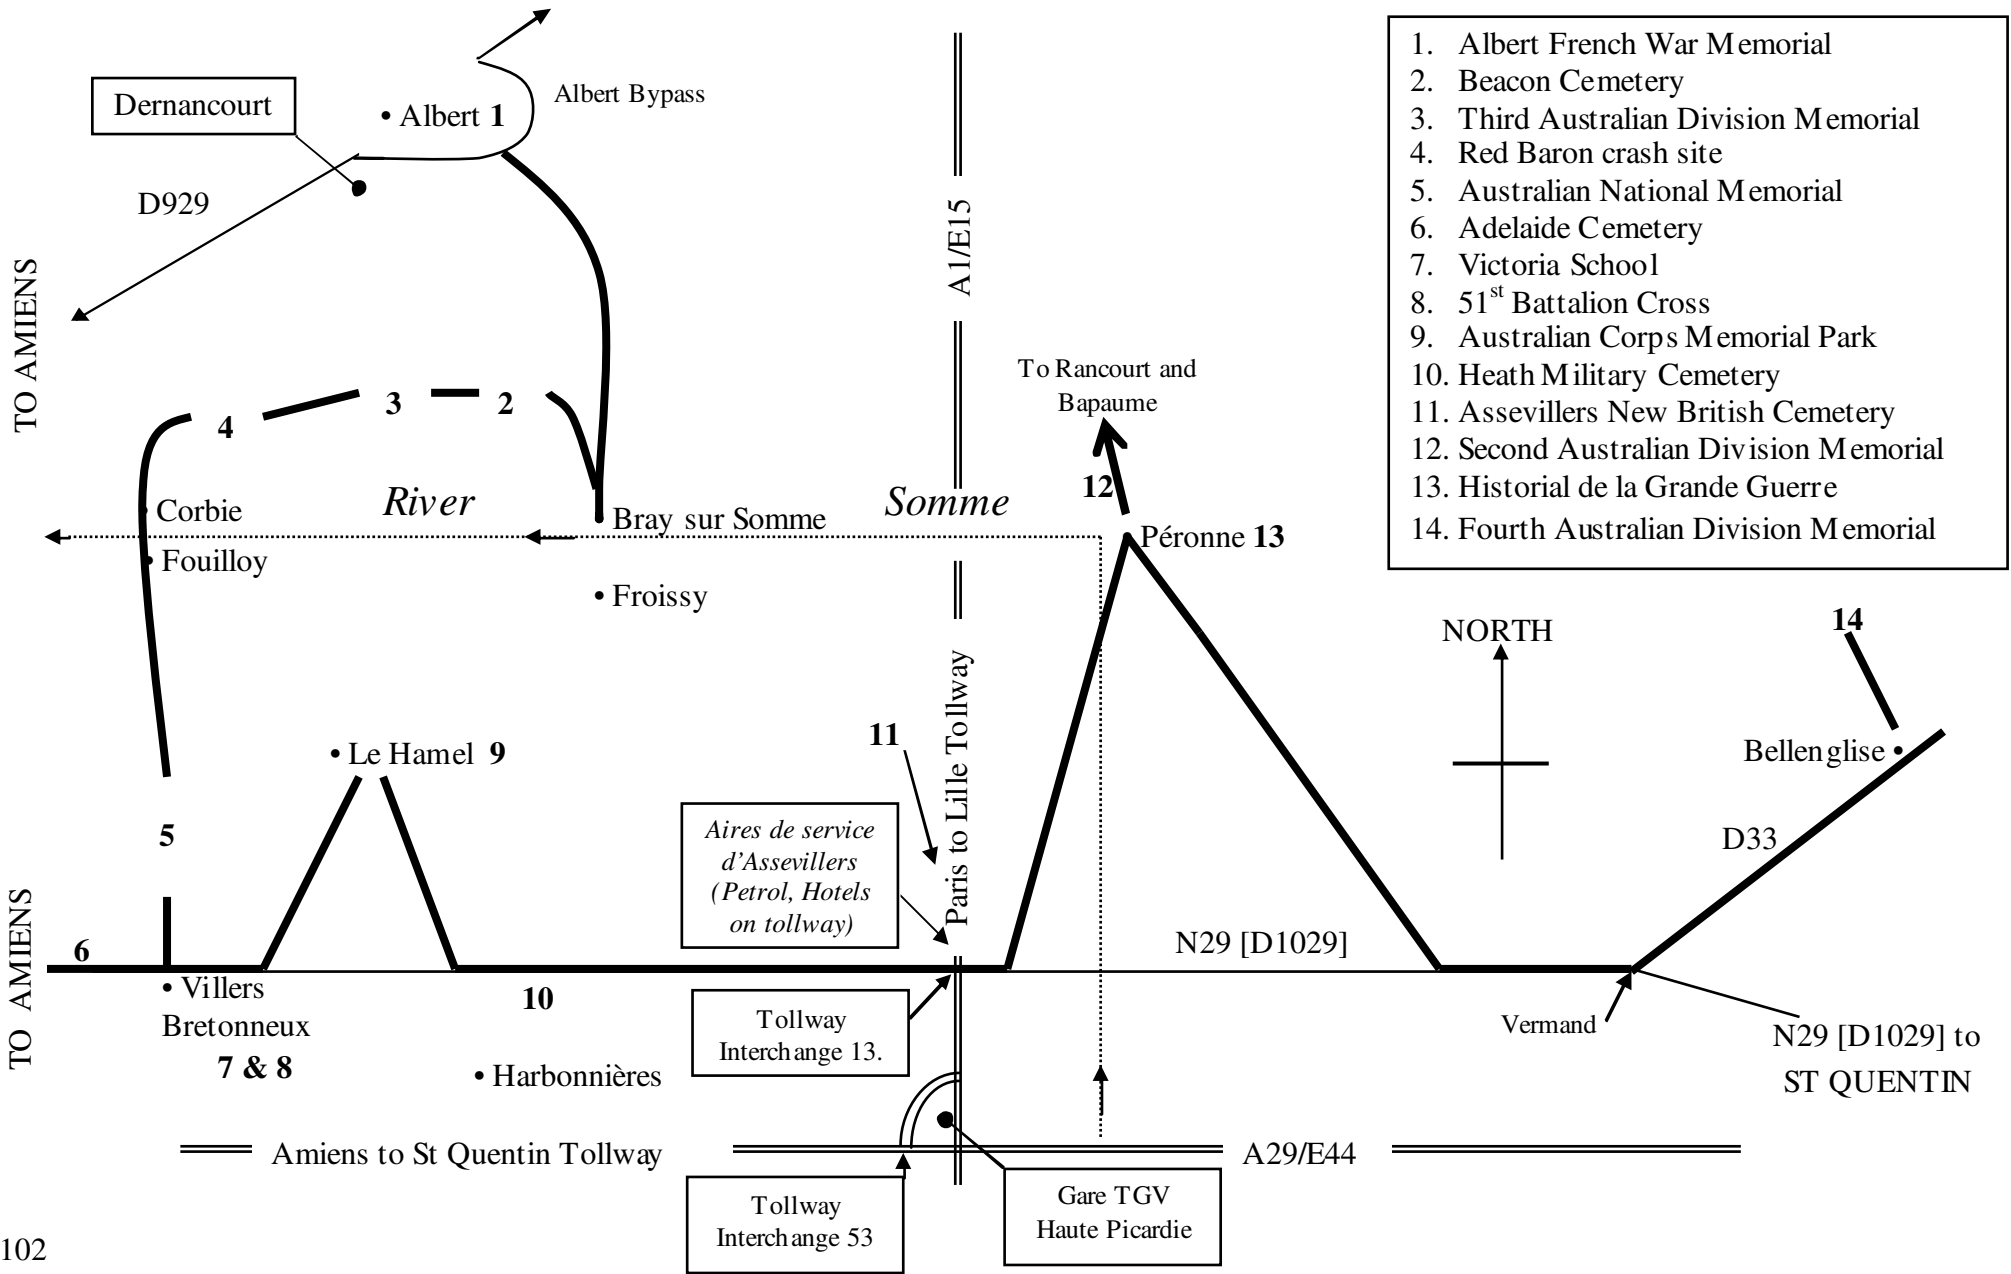 Dernancourt
• Albert 1
Albert Bypass
D929
TO AMIENS
A1/E15
1. Albert French War Memorial
2. Beacon Cemetery
3. Third Australian Division Memorial
4. Red Baron crash site
5. Australian National Memorial
6. Adelaide Cemetery
7. Victoria School
8. 51st Battalion Cross
9. Australian Corps Memorial Park
10. Heath Military Cemetery
11. Assevillers New British Cemetery
12. Second Australian Division Memorial
13. Historial de la Grande Guerre
14. Fourth Australian Division Memorial
To Rancourt and
Bapaume
4
3
2
12
River
Somme
• Corbie
• Bray sur Somme
• Péronne 13
• Fouilloy
• Froissy
NORTH
14
Paris to Lille Tollway
11
• Le Hamel 9
Bellenglise •
5
Aires de service
d'Assevillers
(Petrol, Hotels
on tollway)
D33
TO AMIENS
6
N29 [D1029]
• Villers
Bretonneux
7 & 8
10
Tollway
Interchange 13.
Vermand
N29 [D1029] to
ST QUENTIN
• Harbonnières
Amiens to St Quentin Tollway
A29/E44
Tollway
Interchange 53
Gare TGV
Haute Picardie
102